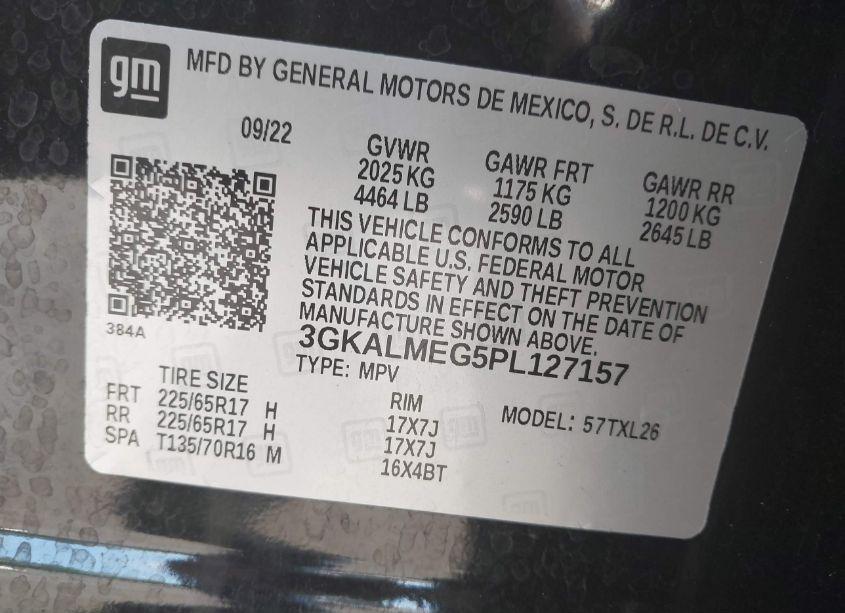 gm
MFD BY GENERAL MOTORS DE MEXICO, S. DE R.L. DE C.V.
09/22
GVWR GAWR FRT GAWR RR
2025 KG 1175 KG 1200 KG
4464 LB 2590 LB 2645 LB
THIS VEHICLE CONFORMS TO ALL
APPLICABLE U.S. FEDERAL MOTOR
VEHICLE SAFETY AND THEFT PREVENTION
STANDARDS IN EFFECT ON THE DATE OF
MANUFACTURE SHOWN ABOVE.
384A
3GKALMEG5PL127157
TYPE: MPV MODEL: 57TXL26
TIRE SIZE RIM
FRT 225/65R17 H 17X7J
RR 225/65R17 H 17X7J
SPA T135/70R16 M 16X4BT